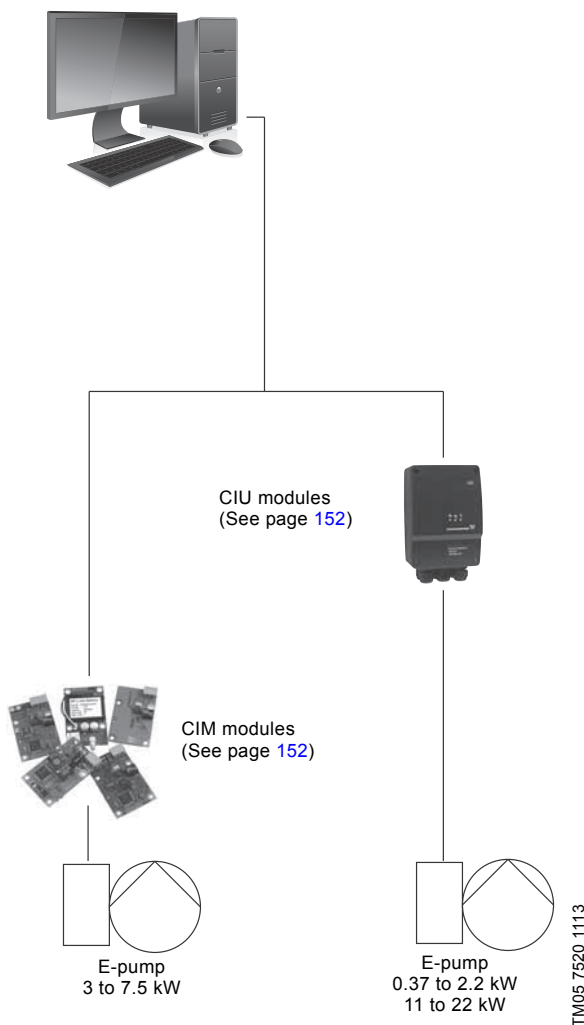 CIU modules
(See page 152)
CIM modules
(See page 152)
E-pump
3 to 7.5 kW
E-pump
0.37 to 2.2 kW
11 to 22 kW
TM05 7520 1113